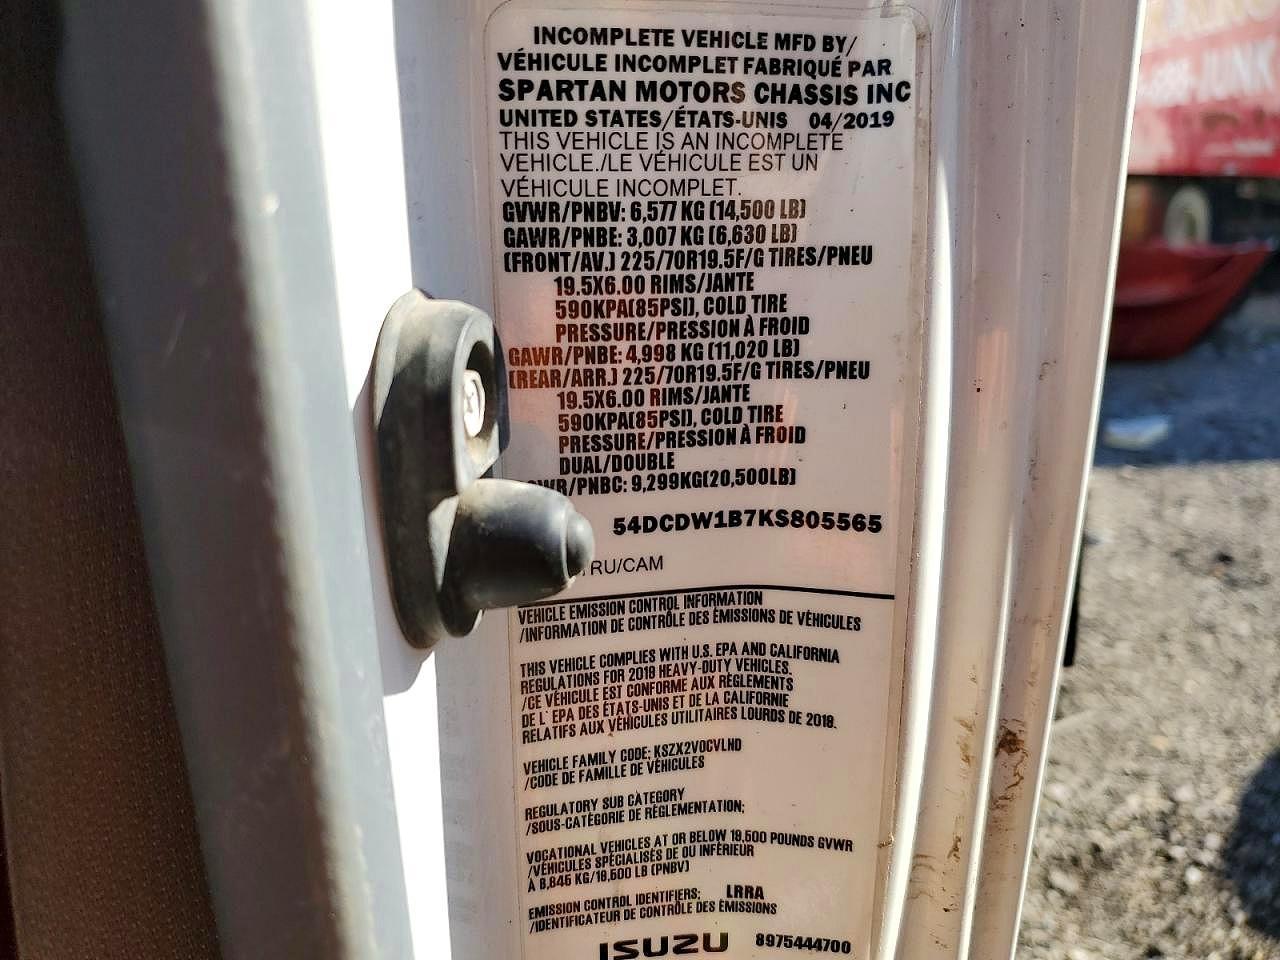 INCOMPLETE VEHICLE MFD BY/
VÉHICULE INCOMPLET FABRIQUÉ PAR
SPARTAN MOTORS CHASSIS INC
UNITED STATES/ÉTATS-UNIS 04/2019
THIS VEHICLE IS AN INCOMPLETE
VEHICLE./LE VÉHICULE EST UN
VÉHICULE INCOMPLET.
GVWR/PNBV: 6,577 KG (14,500 LB)
GAWR/PNBE: 3,007 KG (6,630 LB)
(FRONT/AV.) 225/70R19.5F/G TIRES/PNEU
19.5X6.00 RIMS/JANTE
590KPA(85PSI), COLD TIRE
PRESSURE/PRESSION À FROID
GAWR/PNBE: 4,998 KG (11,020 LB)
(REAR/ARR.) 225/70R19.5F/G TIRES/PNEU
19.5X6.00 RIMS/JANTE
590KPA(85PSI), COLD TIRE
PRESSURE/PRESSION À FROID
DUAL/DOUBLE
/PNBC: 9,299KG(20,500LB)
54DCDW1B7KS805565
RU/CAM
VEHICLE EMISSION CONTROL INFORMATION
/INFORMATION DE CONTRÔLE DES ÉMISSIONS DE VÉHICULES
THIS VEHICLE COMPLIES WITH U.S. EPA AND CALIFORNIA
REGULATIONS FOR 2018 HEAVY-DUTY VEHICLES.
/CE VÉHICULE EST CONFORME AUX RÈGLEMENTS
DE L' EPA DES ÉTATS-UNIS ET DE LA CALIFORNIE
RELATIFS AUX VÉHICULES UTILITAIRES LOURDS DE 2018.
VEHICLE FAMILY CODE: KSZX2VOCVLHD
/CODE DE FAMILLE DE VÉHICULES
REGULATORY SUB CATEGORY
/SOUS-CATÉGORIE DE RÉGLEMENTATION:
VOCATIONAL VEHICLES AT OR BELOW 19,500 POUNDS GVWR
/VÉHICULES SPÉCIALISÉS DE OU INFÉRIEUR
À 8,845 KG/19,500 LB (PNBV)
EMISSION CONTROL IDENTIFIERS: LRRA
/IDENTIFICATEUR DE CONTRÔLE DES ÉMISSIONS
ISUZU 8975444700
JUNK